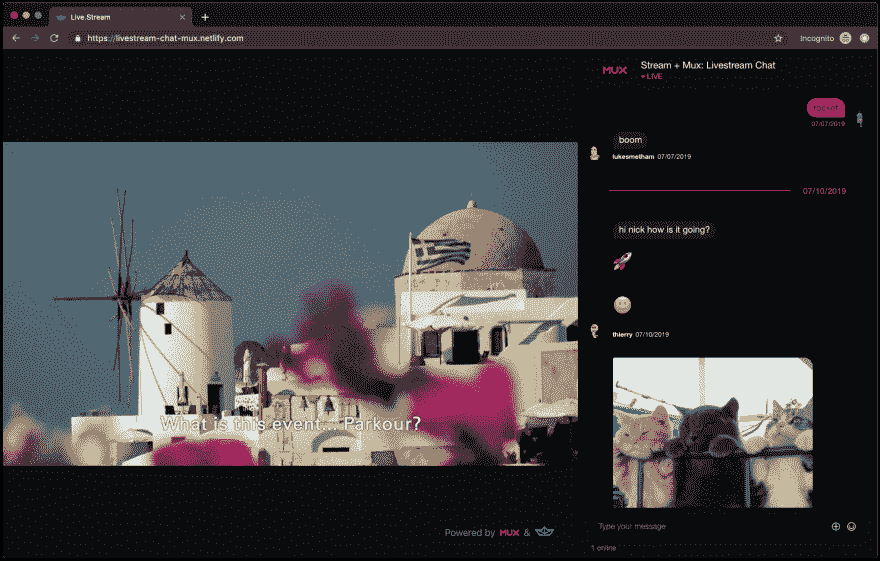 Live.Stream
https://livestream-chat-mux.netlify.com
Incognito
MUX
Stream + Mux: Livestream Chat
LIVE
07/07/2019
boom
lukesmetham 07/07/2019
07/10/2019
hi nick how is it going?
thierry 07/10/2019
What is this event... Parkour?
Type your message
Powered by MUX &
1 online